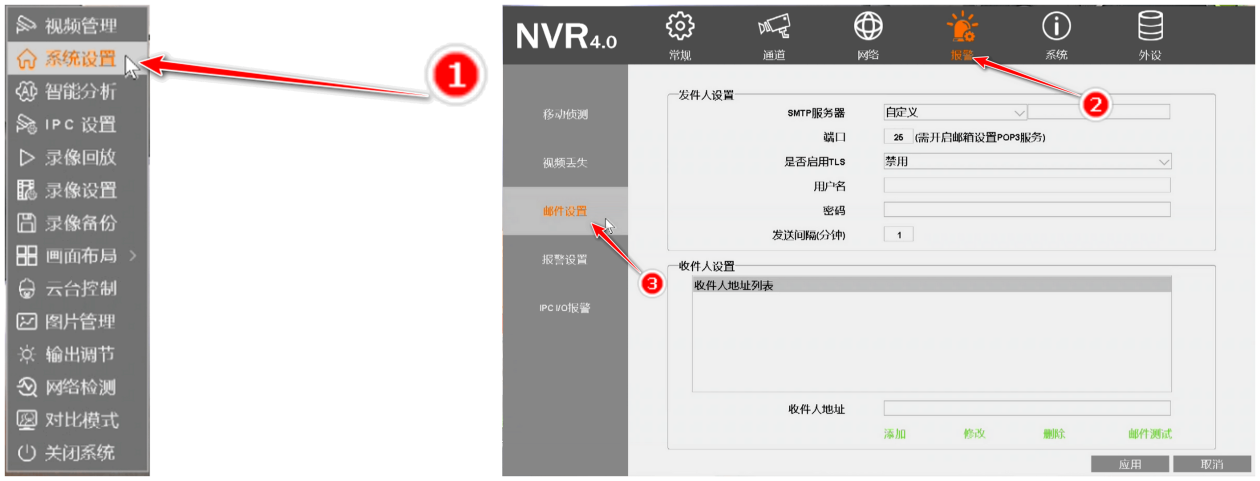 视频管理
系统设置
智能分析
IPC 设置
录像回放
录像设置
录像备份
画面布局 >
云台控制
图片管理
输出调节
网络检测
对比模式
关闭系统
1
NVR4.0
常规
通道
网络
报警
系统
外设
2
移动侦测
视频丢失
邮件设置
报警设置
IPC I/O报警
3
发件人设置
SMTP服务器 自定义
端口 25 (需开启邮箱设置POP3服务)
是否启用TLS 禁用
用户名
密码
发送间隔(分钟) 1
收件人设置
收件人地址列表
收件人地址
添加 修改 删除 邮件测试
应用 取消